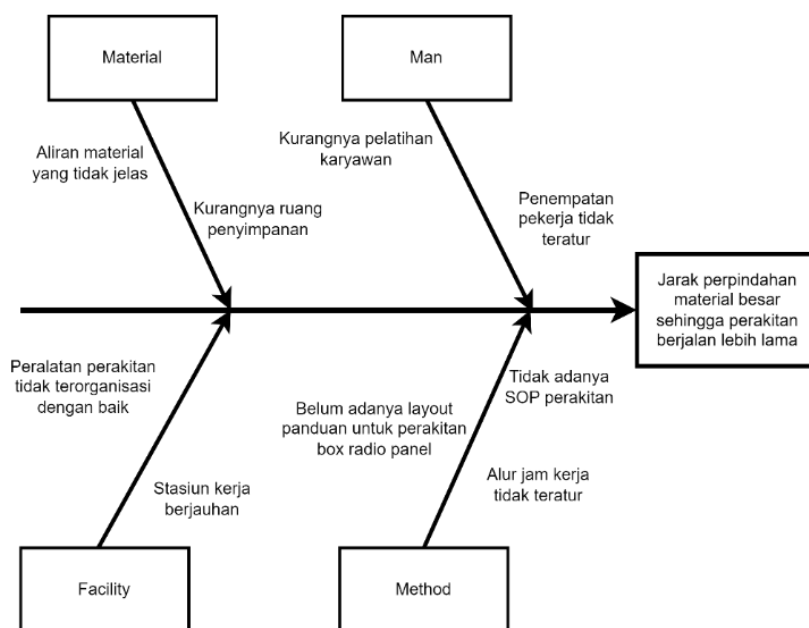 Material
Man
Aliran material
yang tidak jelas
Kurangnya ruang
penyimpanan
Kurangnya pelatihan
karyawan
Penempatan
pekerja tidak
teratur
Jarak perpindahan
material besar
sehingga perakitan
berjalan lebih lama
Peralatan perakitan
tidak terorganisasi
dengan baik
Stasiun kerja
berjauhan
Belum adanya layout
panduan untuk perakitan
box radio panel
Tidak adanya
SOP perakitan
Alur jam kerja
tidak teratur
Facility
Method